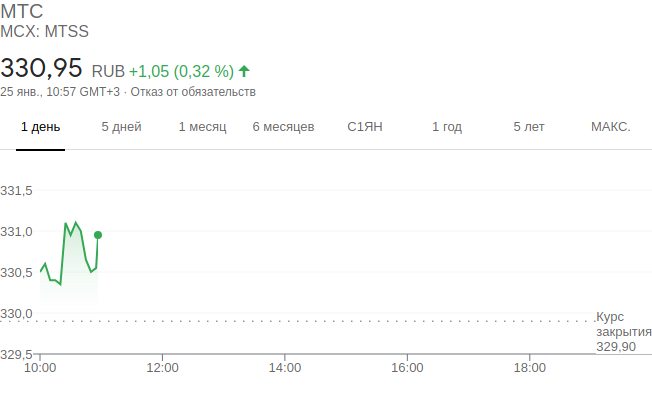 МТС
MCX: MTSS
330,95 RUB +1,05 (0,32 %)
25 янв., 10:57 GMT+3 · Отказ от обязательств
1 день 5 дней 1 месяц 6 месяцев С1ЯН 1 год 5 лет МАКС.
331,5
331,0
330,5
330,0
329,5
Курс
закрытия
329,90
10:00 12:00 14:00 16:00 18:00